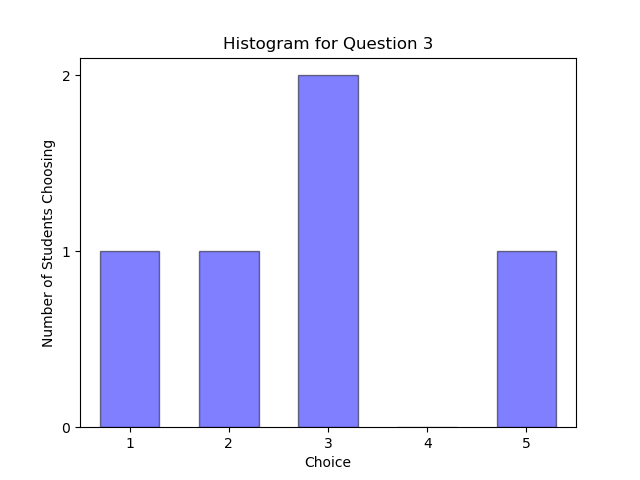 Histogram for Question 3
Number of Students Choosing
2
1
0
1 2 3 4 5
Choice